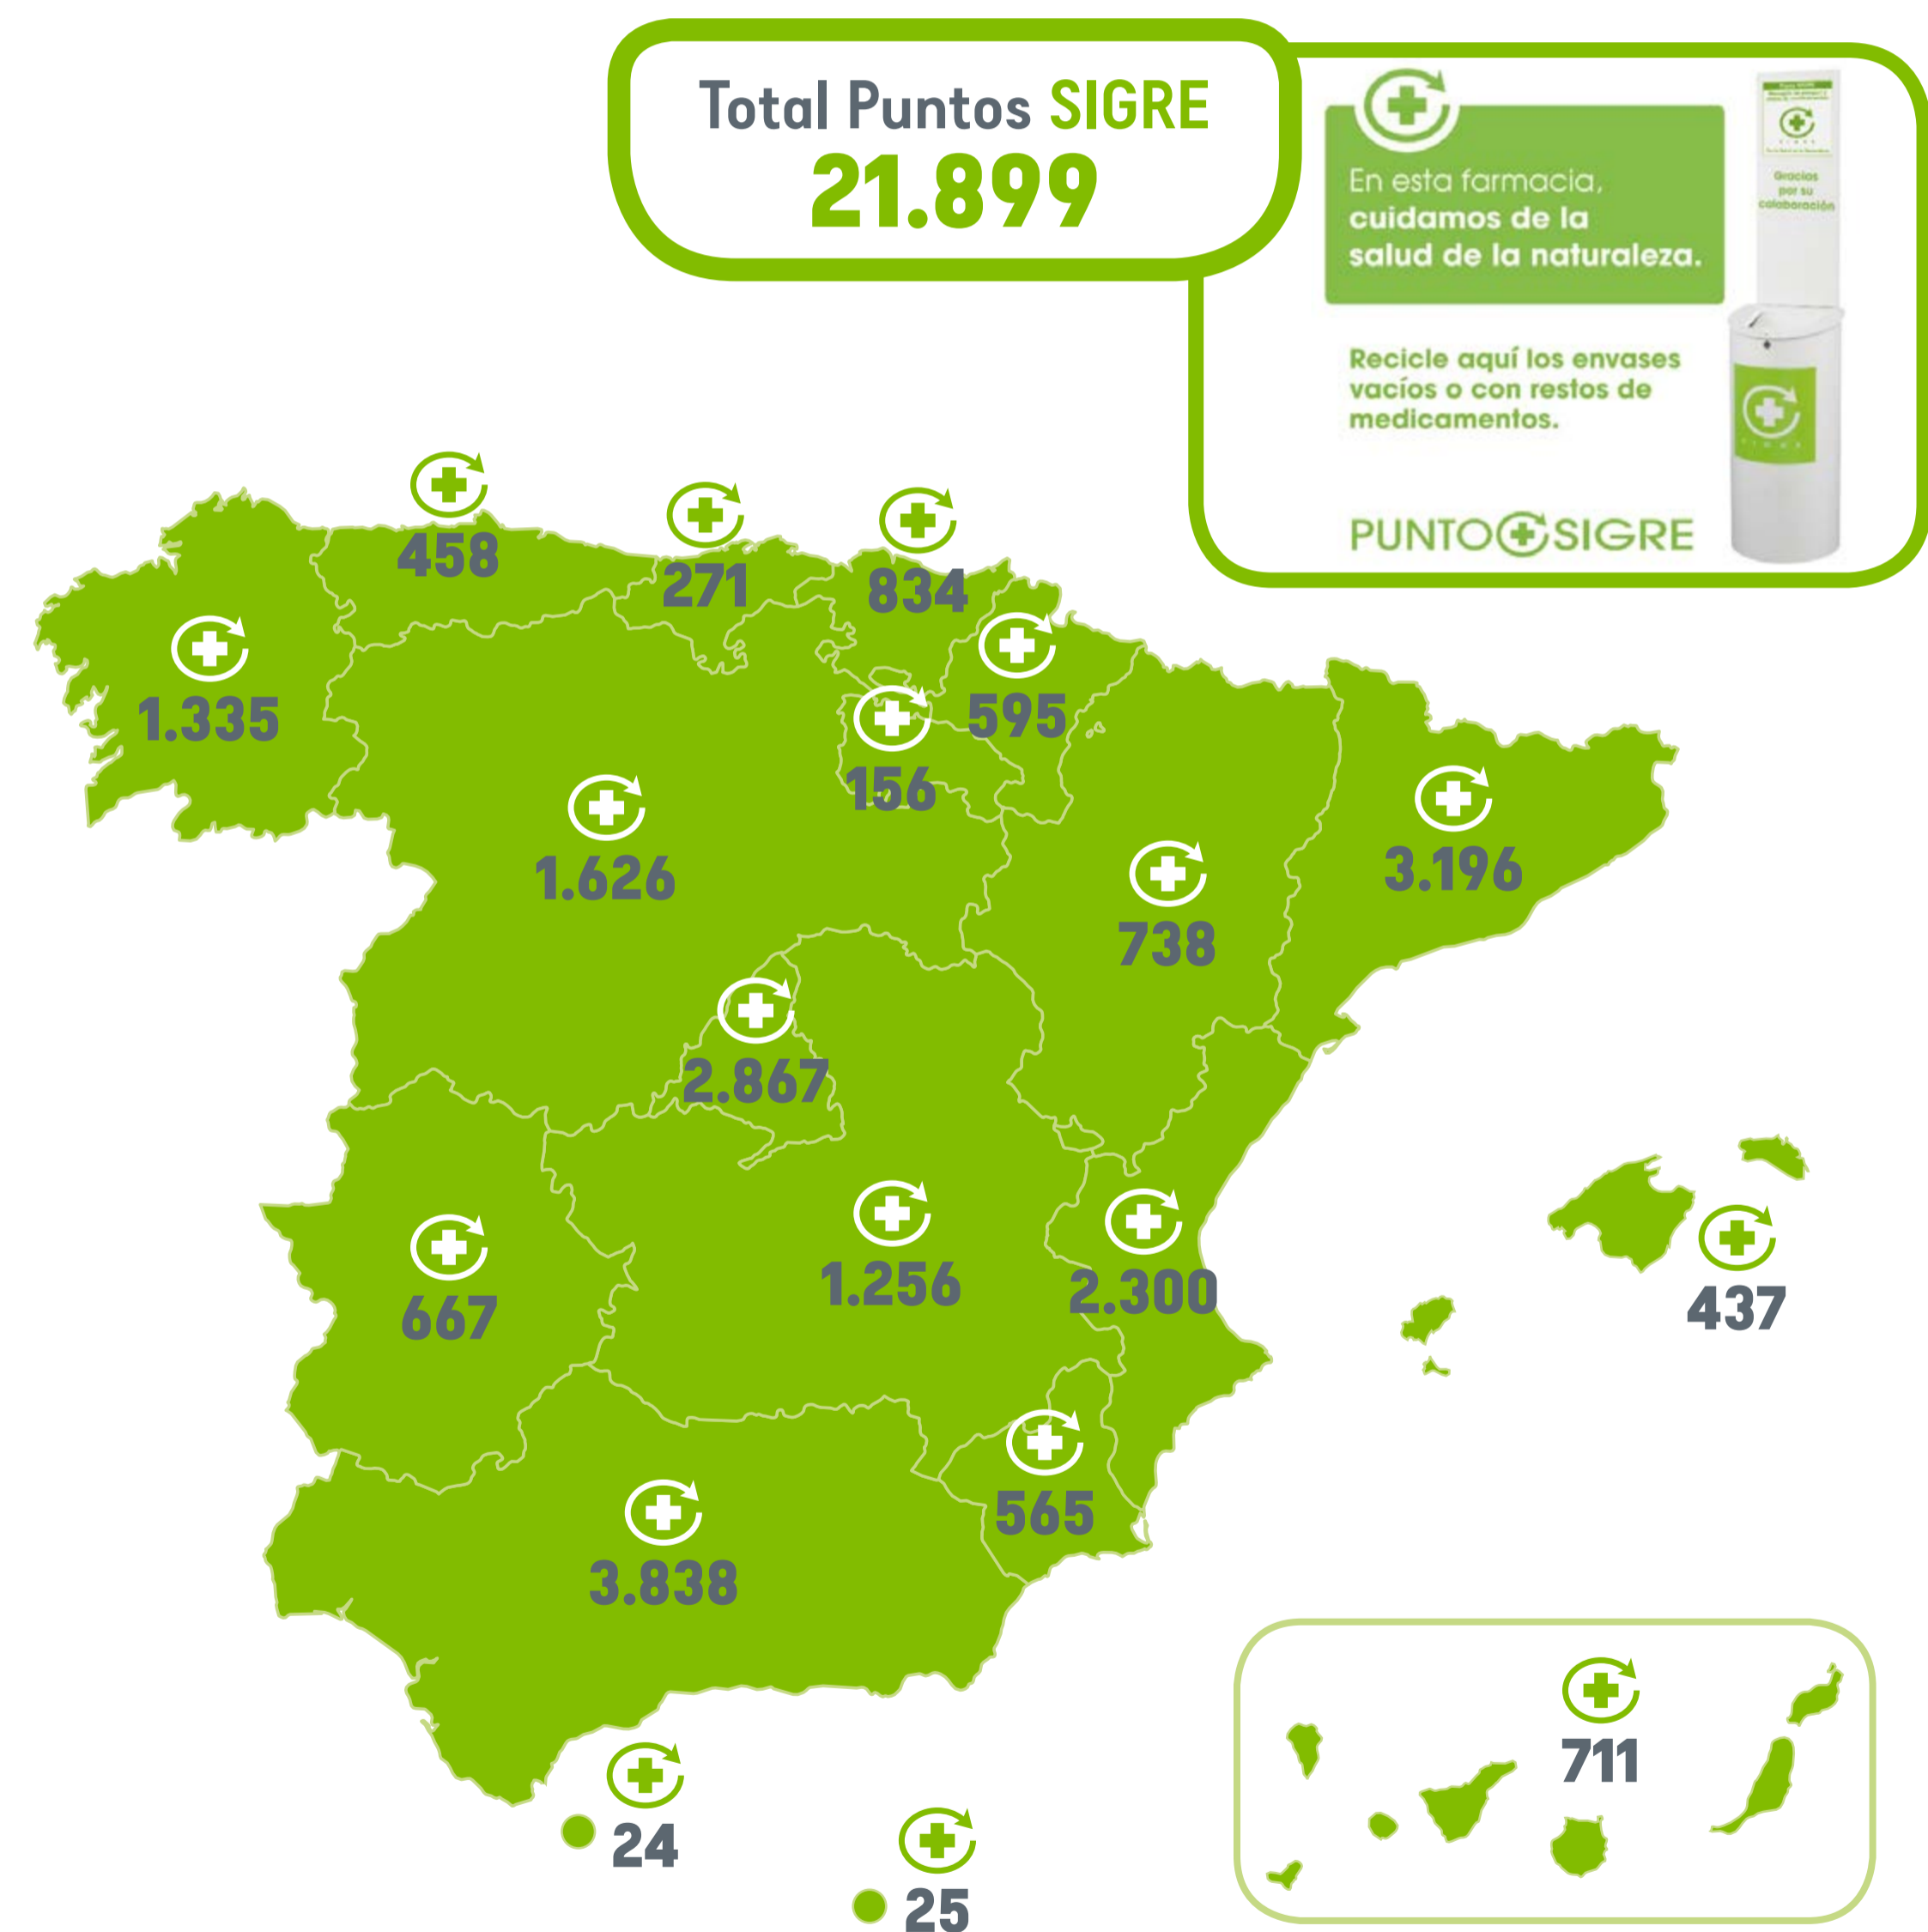 Total Puntos SIGRE
21.899
En esta farmacia,
cuidamos de la
salud de la naturaleza.
Recicle aquí los envases
vacíos o con restos de
medicamentos.
PUNTO SIGRE
Gracias
por su
colaboración
458
271
834
1.335
595
156
1.626
3.196
738
2.867
667
1.256
2.300
437
565
3.838
711
24
25